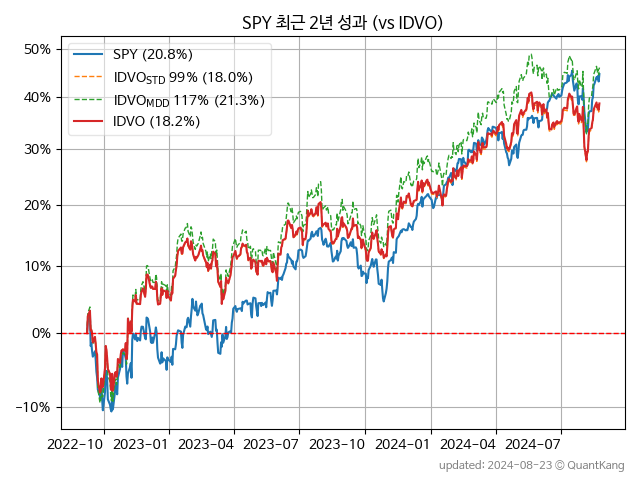 SPY 최근 2년 성과 (vs IDVO)
50%
40%
30%
20%
10%
0%
−10%
SPY (20.8%)
IDVOSTD 99% (18.0%)
IDVOMDD 117% (21.3%)
IDVO (18.2%)
2022-10 2023-01 2023-04 2023-07 2023-10 2024-01 2024-04 2024-07
updated: 2024-08-23 © QuantKang